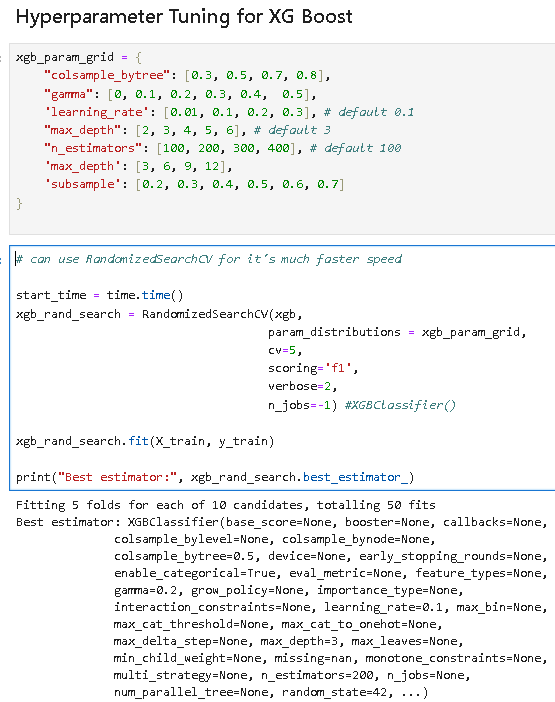 Hyperparameter Tuning for XG Boost
xgb_param_grid = {
"colsample_bytree": [0.3, 0.5, 0.7, 0.8],
"gamma": [0, 0.1, 0.2, 0.3, 0.4,  0.5],
'learning_rate': [0.01, 0.1, 0.2, 0.3], # default 0.1
"max_depth": [2, 3, 4, 5, 6], # default 3
"n_estimators": [100, 200, 300, 400], # default 100
'max_depth': [3, 6, 9, 12],
'subsample': [0.2, 0.3, 0.4, 0.5, 0.6, 0.7]
}
# can use RandomizedSearchCV for it's much faster speed
start_time = time.time()
xgb_rand_search = RandomizedSearchCV(xgb,
param_distributions = xgb_param_grid,
cv=5,
scoring='f1',
verbose=2,
n_jobs=-1) #XGBClassifier()
xgb_rand_search.fit(X_train, y_train)
print("Best estimator:", xgb_rand_search.best_estimator_)
Fitting 5 folds for each of 10 candidates, totalling 50 fits
Best estimator: XGBClassifier(base_score=None, booster=None, callbacks=None,
colsample_bylevel=None, colsample_bynode=None,
colsample_bytree=0.5, device=None, early_stopping_rounds=None,
enable_categorical=True, eval_metric=None, feature_types=None,
gamma=0.2, grow_policy=None, importance_type=None,
interaction_constraints=None, learning_rate=0.1, max_bin=None,
max_cat_threshold=None, max_cat_to_onehot=None,
max_delta_step=None, max_depth=3, max_leaves=None,
min_child_weight=None, missing=nan, monotone_constraints=None,
multi_strategy=None, n_estimators=200, n_jobs=None,
num_parallel_tree=None, random_state=42, ...)